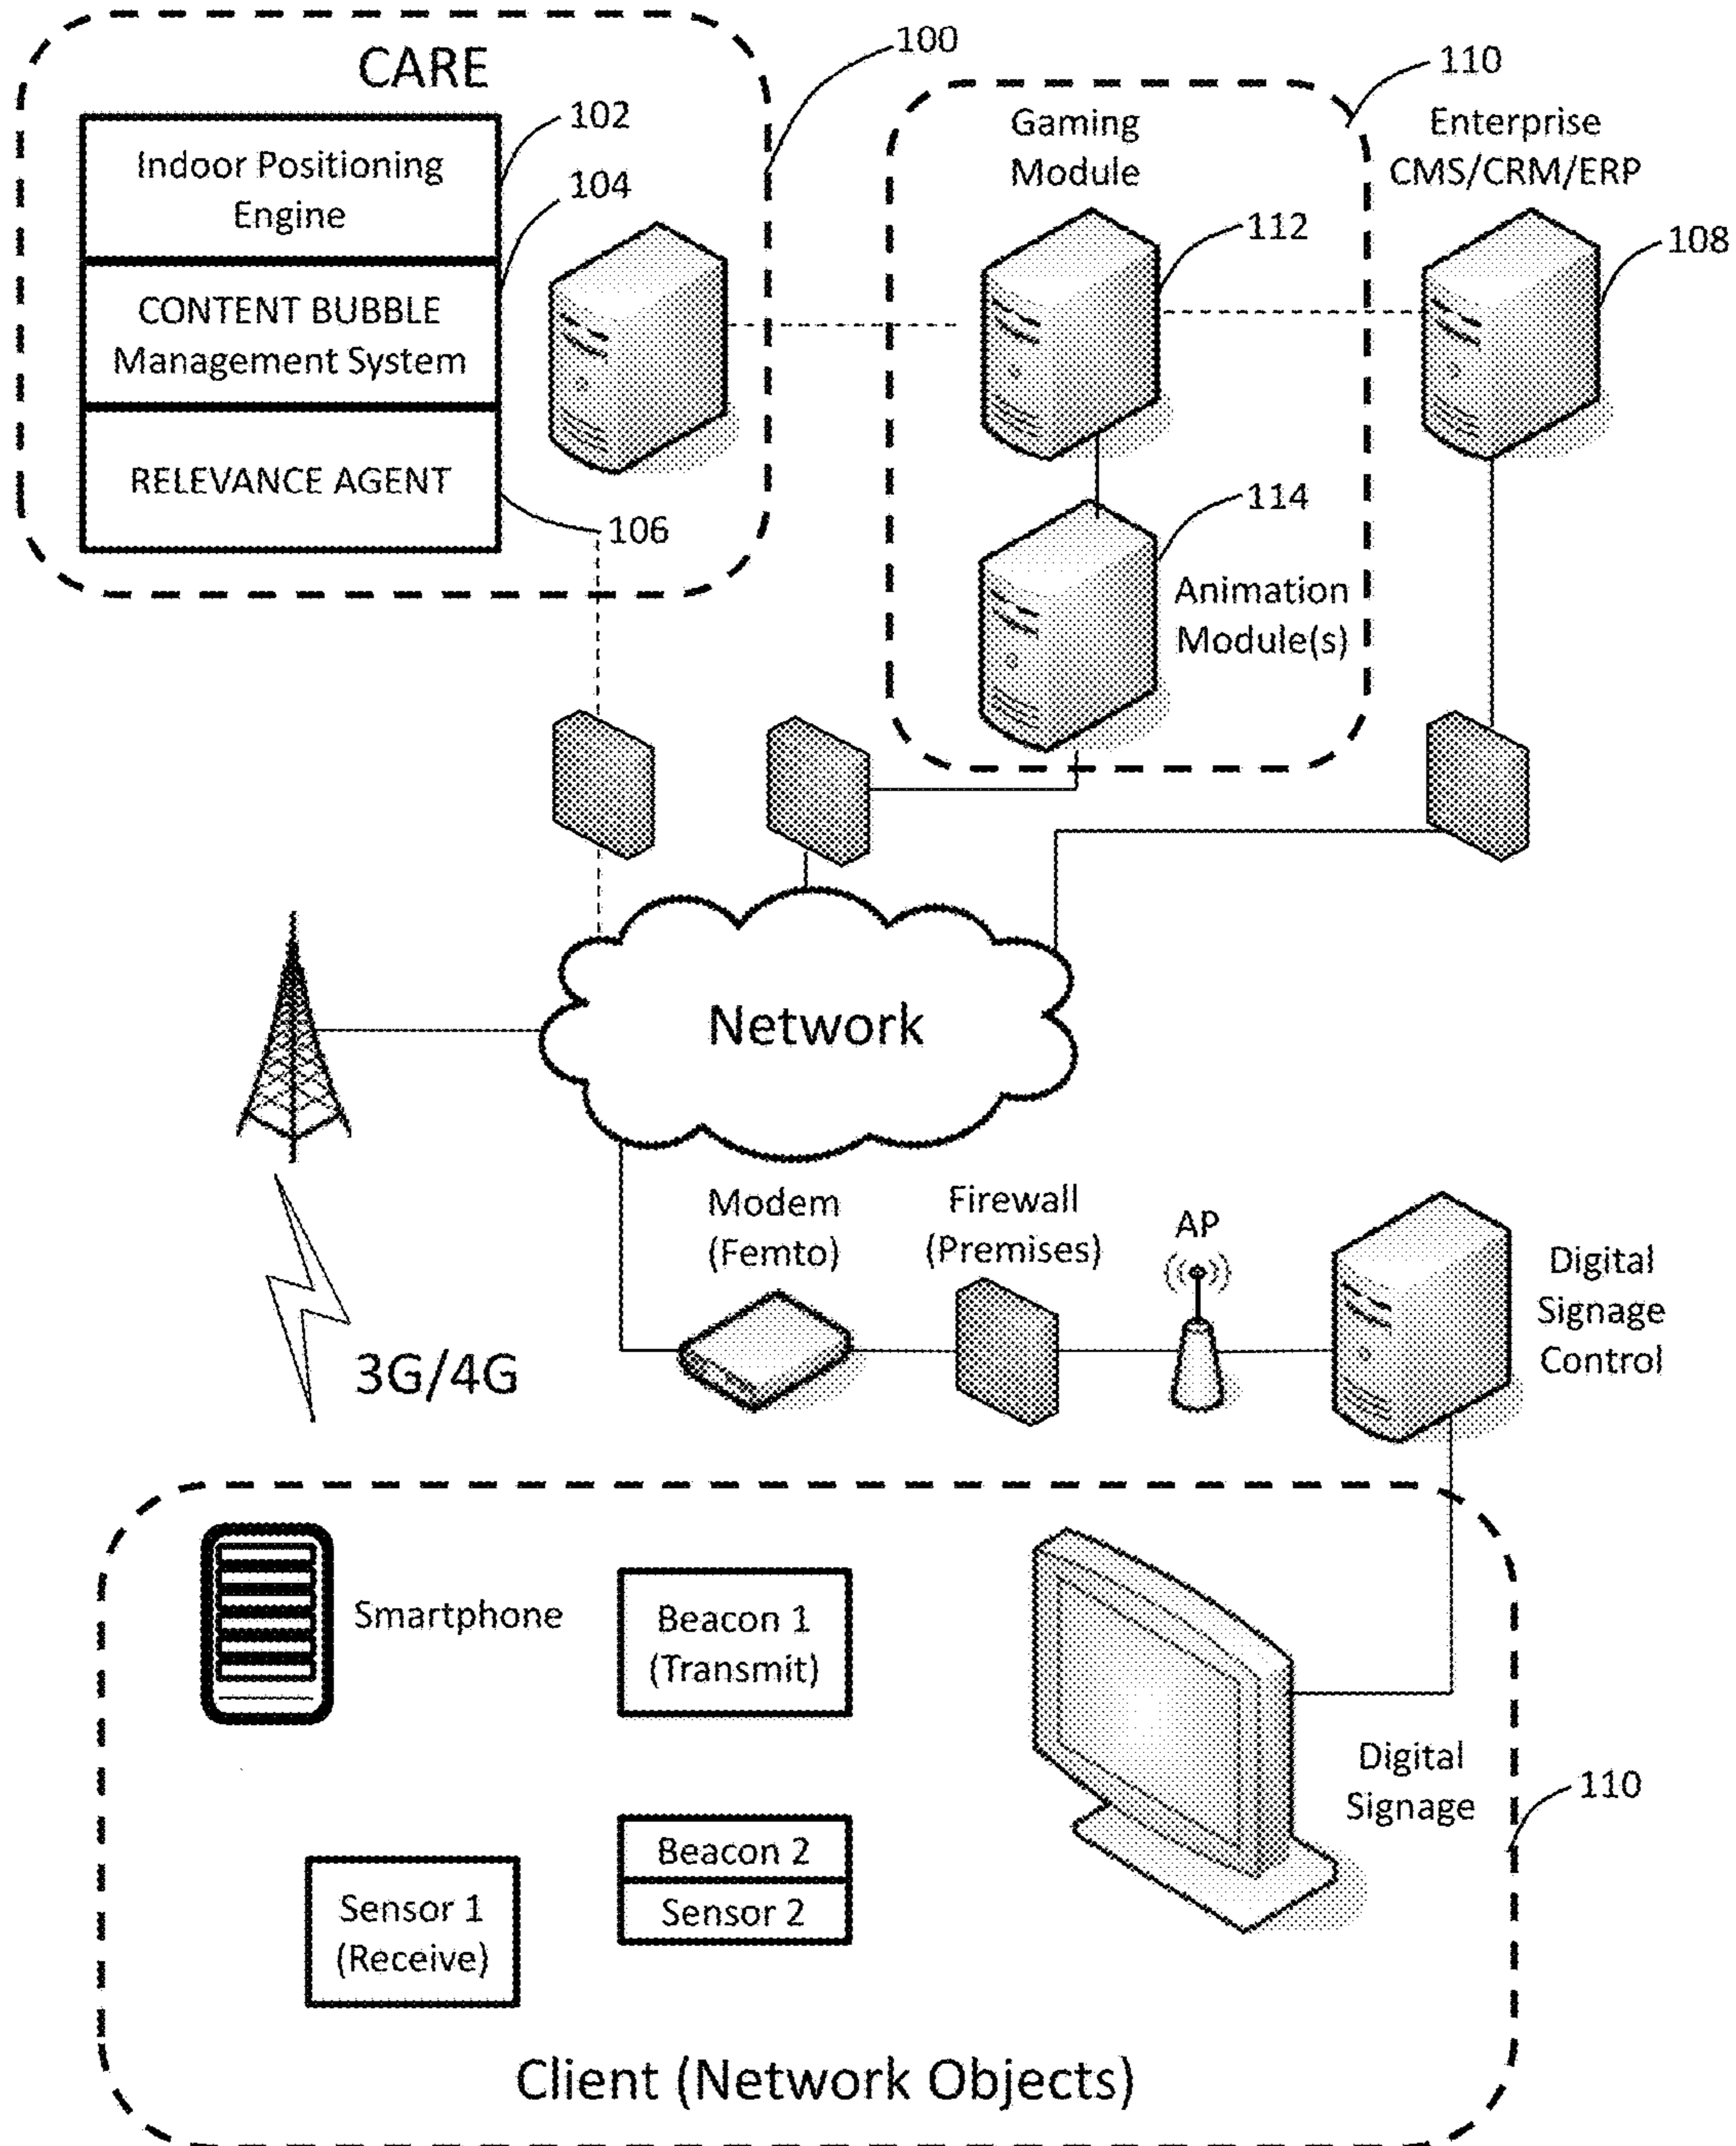 CARE
100
102
Indoor Positioning
Engine
104
CONTENT BUBBLE
Management System
RELEVANCE AGENT
106
110
Gaming
Module
112
Enterprise
CMS/CRM/ERP
108
114
Animation
Module(s)
Network
3G/4G
Modem
(Femto)
Firewall
(Premises)
AP
Digital
Signage
Control
Smartphone
Beacon 1
(Transmit)
Digital
Signage
110
Beacon 2
Sensor 2
Sensor 1
(Receive)
Client (Network Objects)